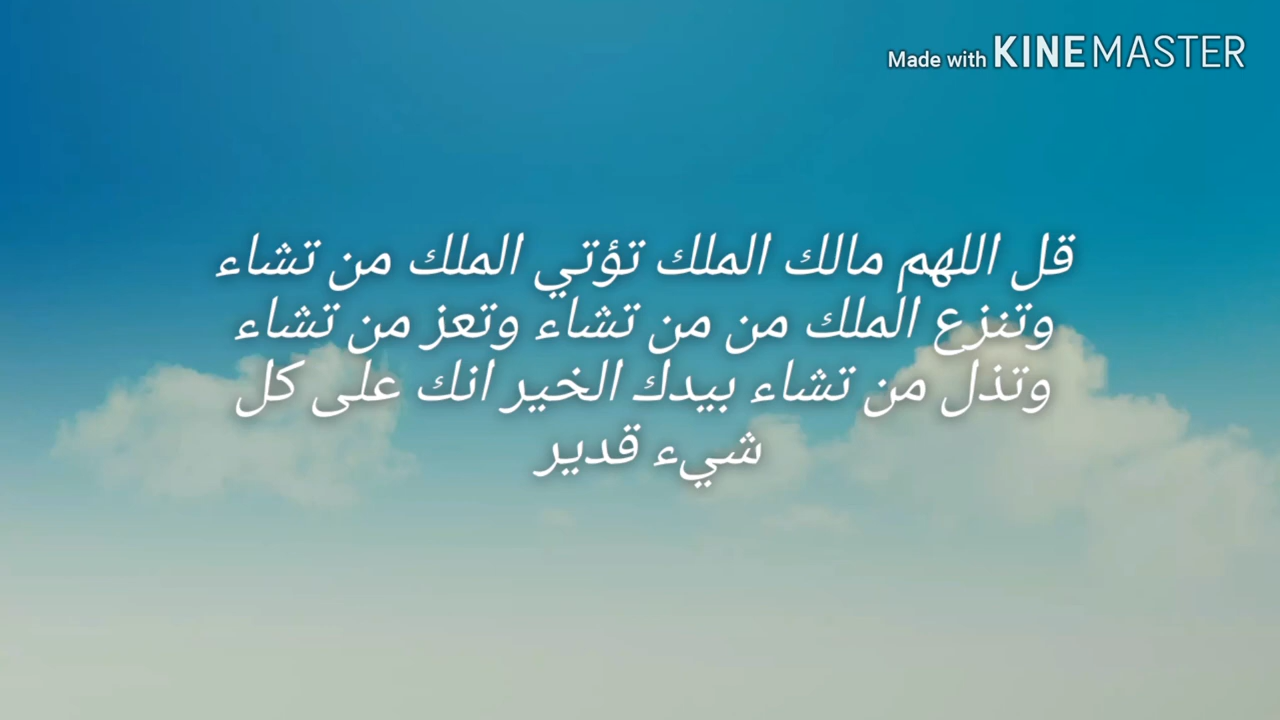 Made with KINEMASTER
قل اللهم مالك الملك تؤتي الملك من تشاء
وتنزع الملك من من تشاء وتعز من تشاء
وتذل من تشاء بيدك الخير انك على كل
شيء قدير